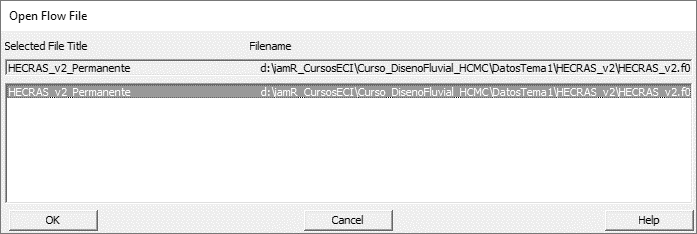 Open Flow File
Selected File Title Filename
HECRAS_v2_Permanente d:\jamR_CursosECI\Curso_DisenoFluvial_HCMC\DatosTema1\HECRAS_v2\HECRAS_v2.f0
HECRAS_v2_Permanente d:\jamR_CursosECI\Curso_DisenoFluvial_HCMC\DatosTema1\HECRAS_v2\HECRAS_v2.f0
OK Cancel Help